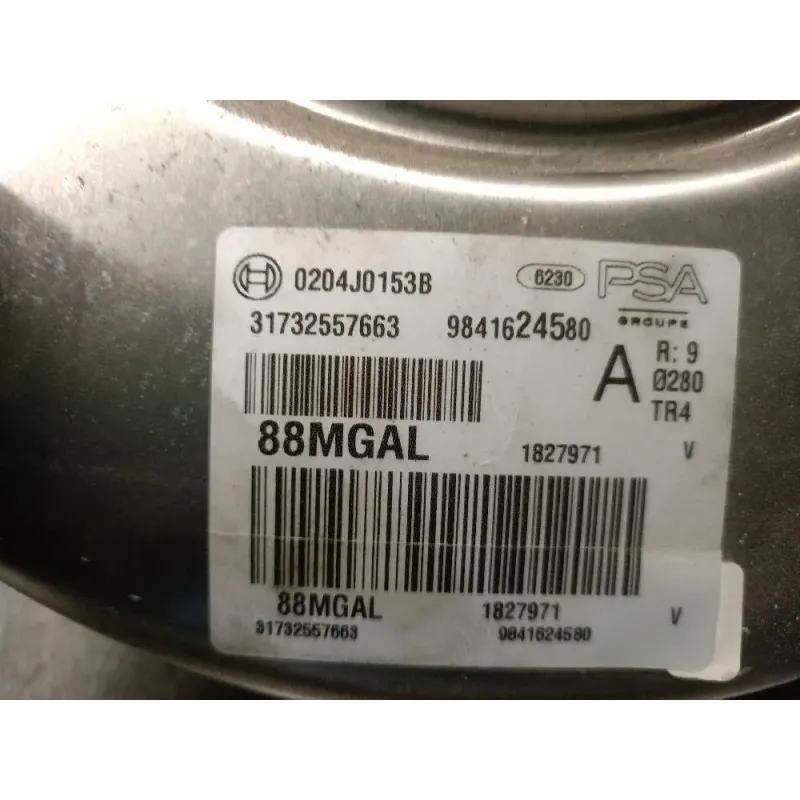 0204J0153B 6230 PSA
GROUPE
31732557663 9841624580
A R: 9
Ø280
TR4
88MGAL 1827971 V
88MGAL 1827971 V
31732557663 9841624580